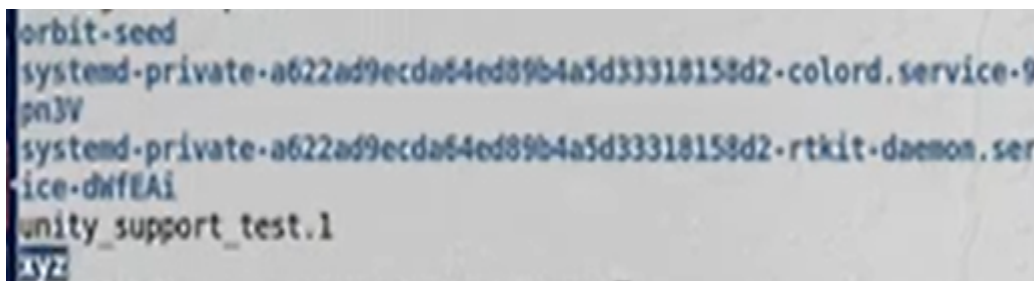 orbit-seed
systemd-private-a622ad9ecda64ed89b4a5d33318158d2-colord.service-9
pn3V
systemd-private-a622ad9ecda64ed89b4a5d33318158d2-rtkit-daemon.ser
ice-dWfEAi
unity_support_test.1
xyz